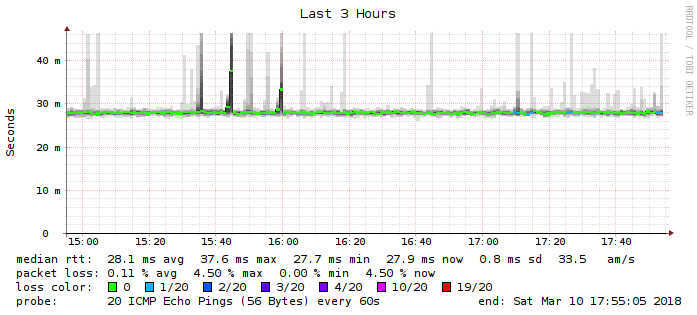 Last 3 Hours
RRDTOOL / TOBI OETIKER
Seconds
40 m
30 m
20 m
10 m
0
15:00 15:20 15:40 16:00 16:20 16:40 17:00 17:20 17:40
median rtt: 28.1 ms avg 37.6 ms max 27.7 ms min 27.9 ms now 0.8 ms sd 33.5 am/s
packet loss: 0.11 % avg 4.50 % max 0.00 % min 4.50 % now
loss color: 0 1/20 2/20 3/20 4/20 10/20 19/20
probe: 20 ICMP Echo Pings (56 Bytes) every 60s end: Sat Mar 10 17:55:05 2018